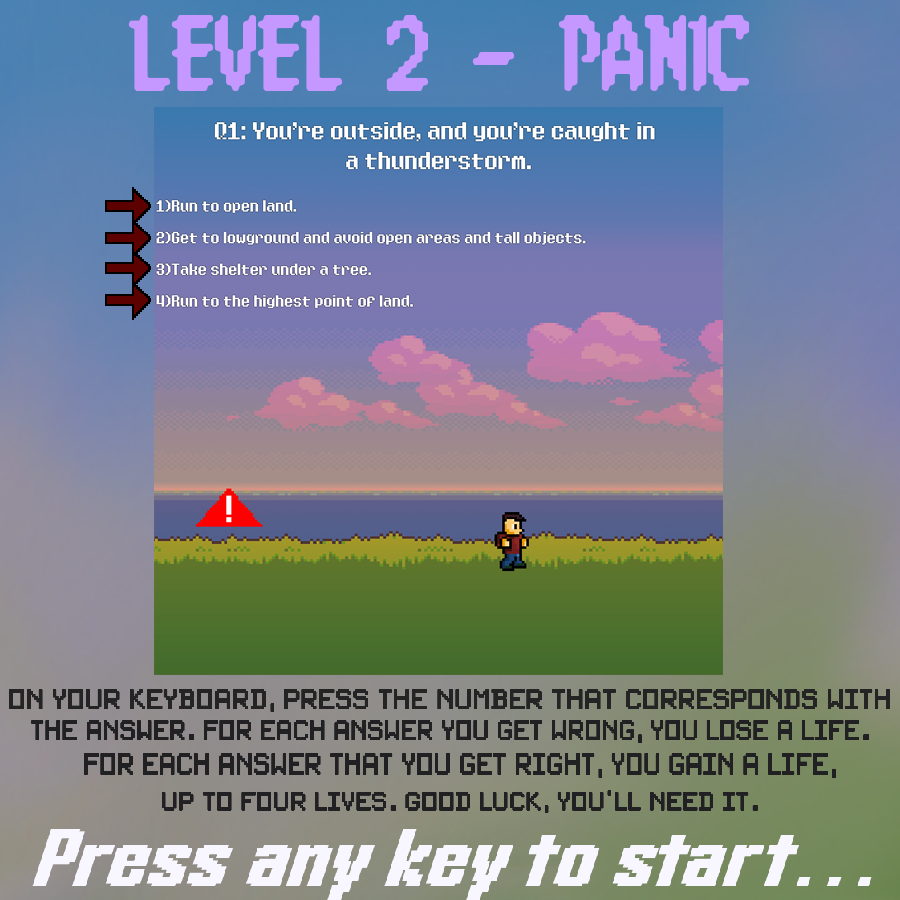 LEVEL 2 - PANIC
Q1: You're outside, and you're caught in
a thunderstorm.
1)Run to open land.
2)Get to lowground and avoid open areas and tall objects.
3)Take shelter under a tree.
4)Run to the highest point of land.
!
ON YOUR KEYBOARD, PRESS THE NUMBER THAT CORRESPONDS WITH
THE ANSWER. FOR EACH ANSWER YOU GET WRONG, YOU LOSE A LIFE.
FOR EACH ANSWER THAT YOU GET RIGHT, YOU GAIN A LIFE,
UP TO FOUR LIVES. GOOD LUCK, YOU'LL NEED IT.
Press any key to start...